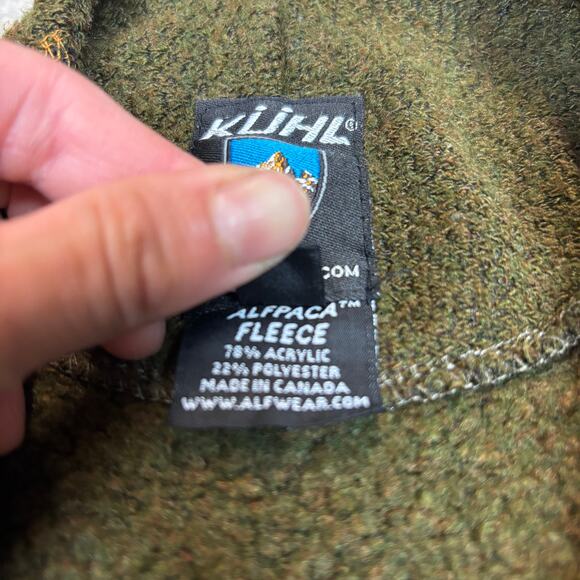 KÜHL®
.COM
ALFPACA™
FLEECE
78% ACRYLIC
22% POLYESTER
MADE IN CANADA
WWW.ALFWEAR.COM